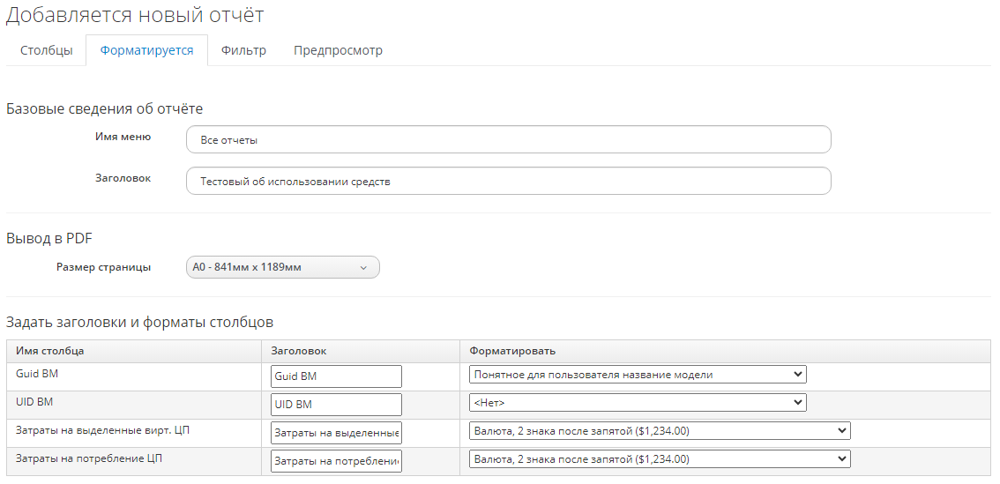 Добавляется новый отчёт
Столбцы Форматируется Фильтр Предпросмотр
Базовые сведения об отчёте
Имя меню Все отчеты
Заголовок Тестовый об использовании средств
Вывод в PDF
Размер страницы A0 - 841мм x 1189мм
Задать заголовки и форматы столбцов
Имя столбца Заголовок Форматировать
Guid ВМ Guid ВМ Понятное для пользователя название модели
UID ВМ UID ВМ <Нет>
Затраты на выделенные вирт. ЦП Затраты на выделенные Валюта, 2 знака после запятой ($1,234.00)
Затраты на потребление ЦП Затраты на потреблени Валюта, 2 знака после запятой ($1,234.00)